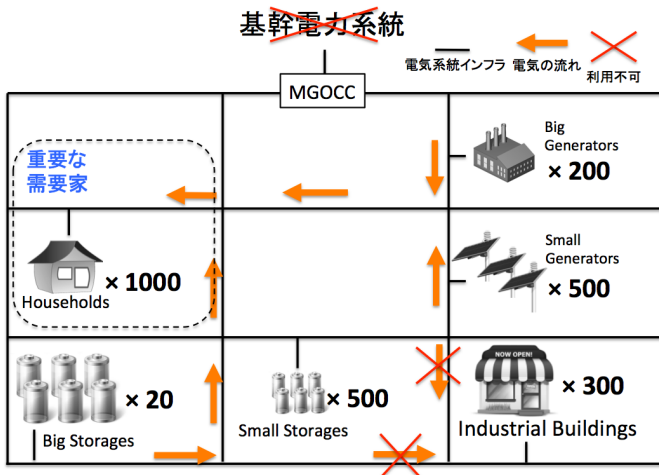 基幹電力系統
電気系統インフラ
電気の流れ
利用不可
MGOCC
重要な
需要家
Big
Generators
× 200
Households
× 1000
Small
Generators
× 500
Big Storages
× 20
Small Storages
× 500
NOW OPEN!
× 300
Industrial Buildings